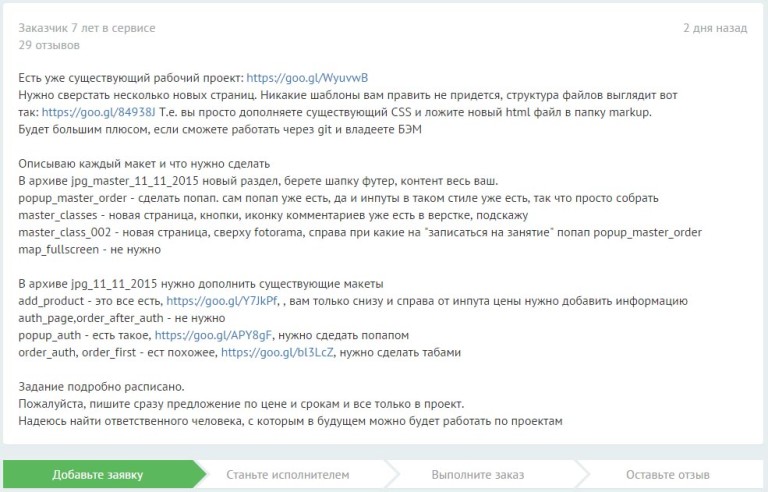 Заказчик 7 лет в сервисе
2 дня назад
29 отзывов
Есть уже существующий рабочий проект: https://goo.gl/WyuvwB
Нужно сверстать несколько новых страниц. Никакие шаблоны вам править не придется, структура файлов выглядит вот
так: https://goo.gl/84938J Т.е. вы просто дополняете существующий CSS и ложите новый html файл в папку markup.
Будет большим плюсом, если сможете работать через git и владеете БЭМ
Описываю каждый макет и что нужно сделать
В архиве jpg_master_11_11_2015 новый раздел, берете шапку футер, контент весь ваш.
popup_master_order - сделать попап. сам попап уже есть, да и инпуты в таком стиле уже есть, так что просто собрать
master_classes - новая страница, кнопки, иконку комментариев уже есть в верстке, подскажу
master_class_002 - новая страница, сверху fotorama, справа при какие на "записаться на занятие" попап popup_master_order
map_fullscreen - не нужно
В архиве jpg_11_11_2015 нужно дополнить существующие макеты
add_product - это все есть, https://goo.gl/Y7JkPf, , вам только снизу и справа от инпута цены нужно добавить информацию
auth_page,order_after_auth - не нужно
popup_auth - есть такое, https://goo.gl/APY8gF, нужно сдедать попапом
order_auth, order_first - ест похожее, https://goo.gl/bl3LcZ, нужно сделать табами
Задание подробно расписано.
Пожалуйста, пишите сразу предложение по цене и срокам и все только в проект.
Надеюсь найти ответственного человека, с которым в будущем можно будет работать по проектам
Добавьте заявку
Станьте исполнителем
Выполните заказ
Оставьте отзыв